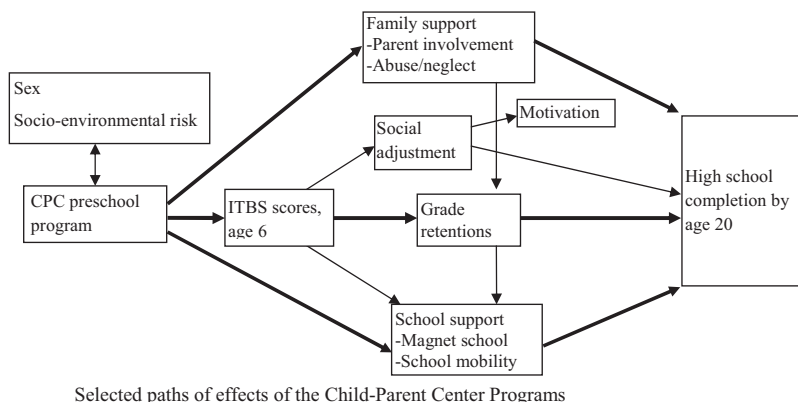 Family support
-Parent involvement
-Abuse/neglect
Sex
Socio-environmental risk
Motivation
Social
adjustment
CPC preschool
program
ITBS scores,
age 6
Grade
retentions
High school
completion by
age 20
School support
-Magnet school
-School mobility
Selected paths of effects of the Child-Parent Center Programs